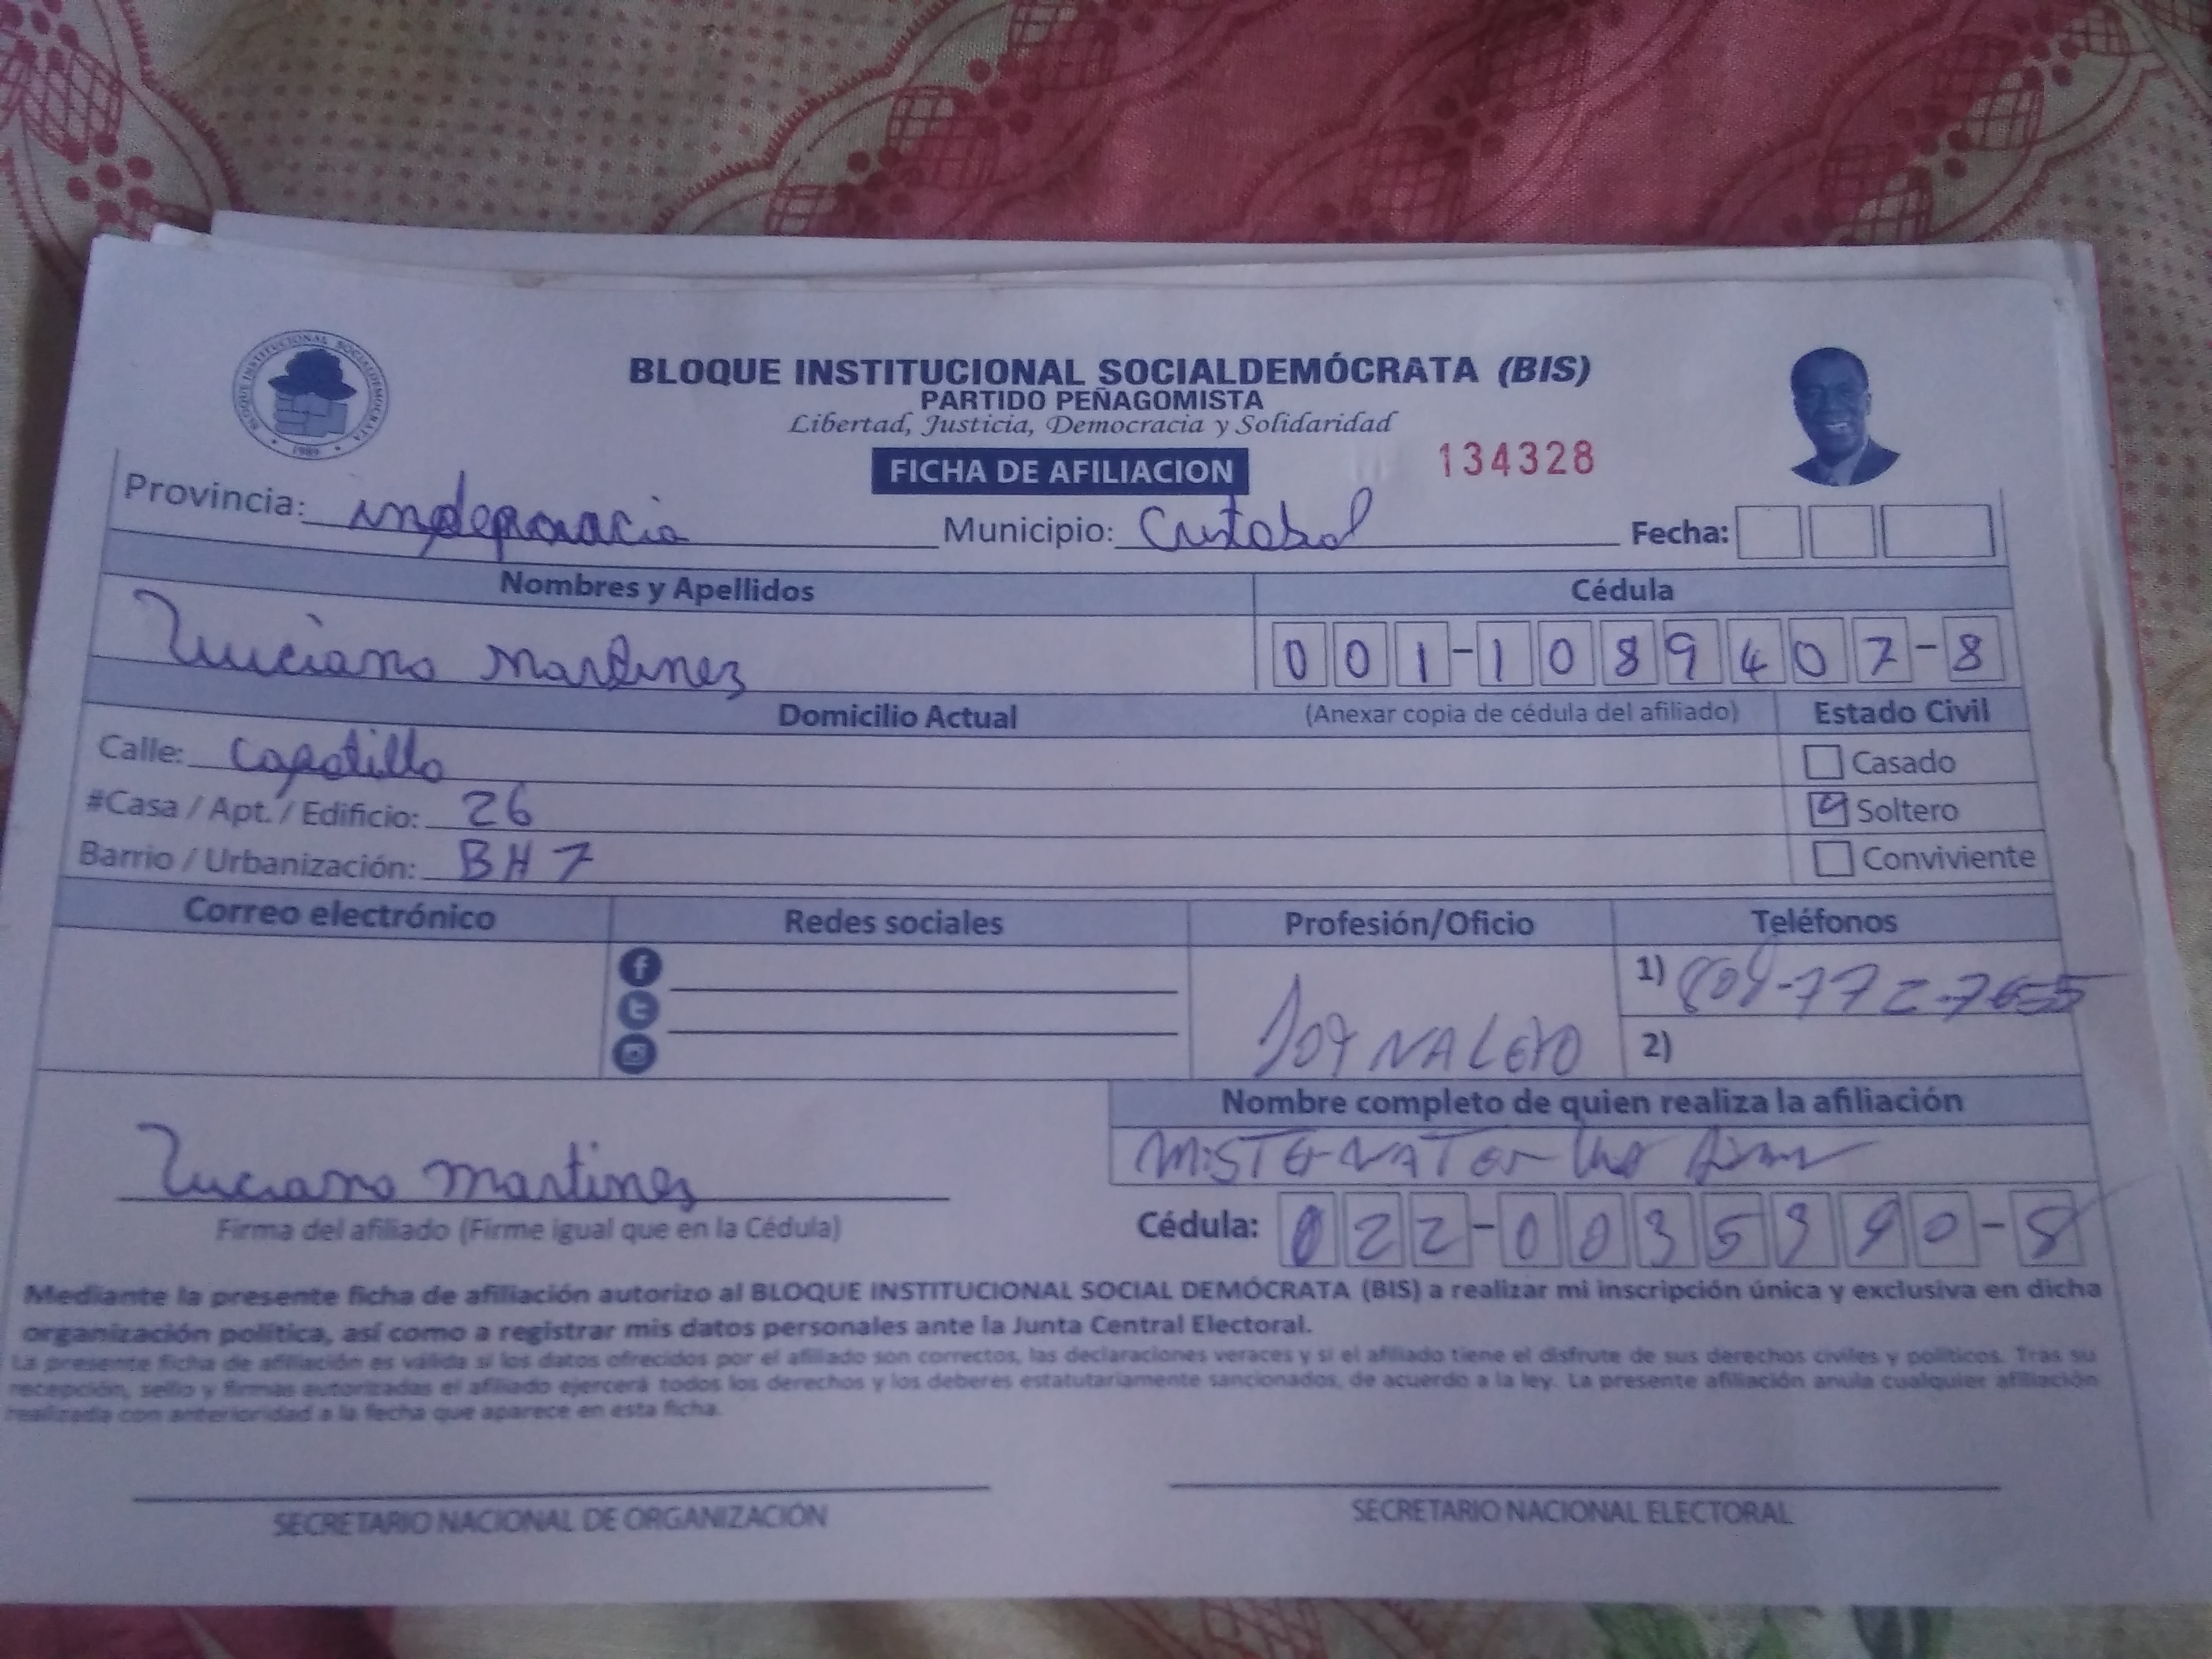 BLOQUE INSTITUCIONAL SOCIALDEMÓCRATA
1989
BLOQUE INSTITUCIONAL SOCIALDEMÓCRATA (BIS)
PARTIDO PEÑAGOMISTA
Libertad, Justicia, Democracia y Solidaridad
FICHA DE AFILIACION
134328
Provincia: Municipio: Cristobal Fecha:
Nombres y Apellidos Cédula
Luciano Martinez 001-1089407-8
Domicilio Actual (Anexar copia de cédula del afiliado) Estado Civil
Calle: Capotillo Casado
#Casa / Apt. / Edificio: 26 Soltero
Barrio / Urbanización: BH 7 Conviviente
Correo electrónico Redes sociales Profesión/Oficio Teléfonos
1) 809-772-7655
JORNALERO 2)
Nombre completo de quien realiza la afiliación
Luciano Martinez
Firma del afiliado (Firme igual que en la Cédula) Cédula: 022-0035390-8
Mediante la presente ficha de afiliación autorizo al BLOQUE INSTITUCIONAL SOCIAL DEMÓCRATA (BIS) a realizar mi inscripción única y exclusiva en dicha
organización política, así como a registrar mis datos personales ante la Junta Central Electoral.
La presente ficha de afiliación es válida si los datos ofrecidos por el afiliado son correctos, las declaraciones veraces y si el afiliado tiene el disfrute de sus derechos civiles y políticos. Tras su
recepción, sello y firmas autorizadas el afiliado ejercerá todos los derechos y los deberes estatutariamente sancionados, de acuerdo a la ley. La presente afiliación anula cualquier afiliación
realizada con anterioridad a la fecha que aparece en esta ficha.
SECRETARIO NACIONAL DE ORGANIZACIÓN SECRETARIO NACIONAL ELECTORAL